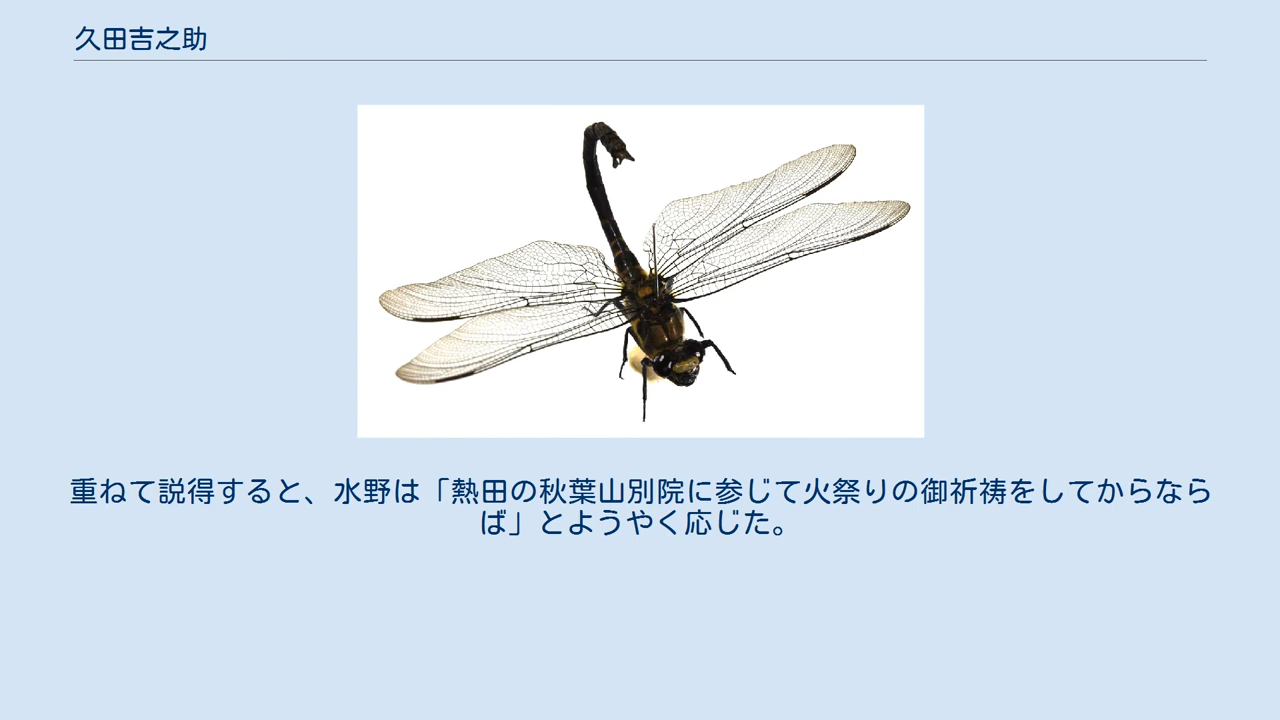 久田吉之助
重ねて説得すると、水野は「熱田の秋葉山別院に参じて火祭りの御祈祷をしてからなら
ば」とようやく応じた。